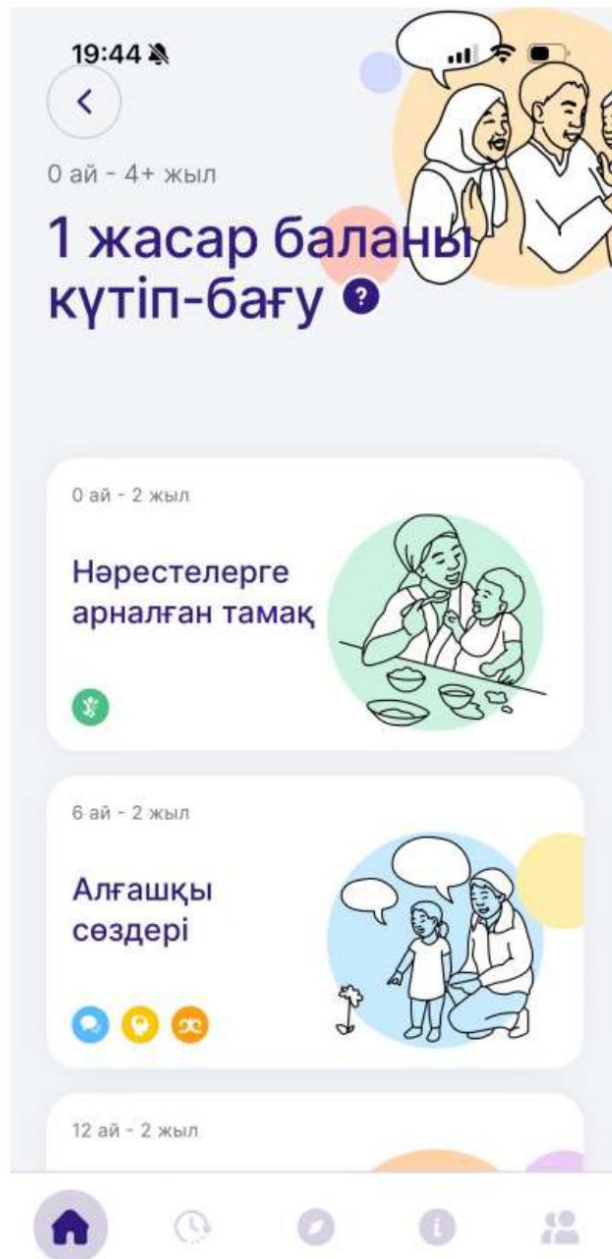 19:44
0 ай - 4+ жыл
1 жасар баланы
күтіп-бағу ?
0 ай - 2 жыл
Нәрестелерге
арналған тамақ
6 ай - 2 жыл
Алғашқы
сөздері
12 ай - 2 жыл